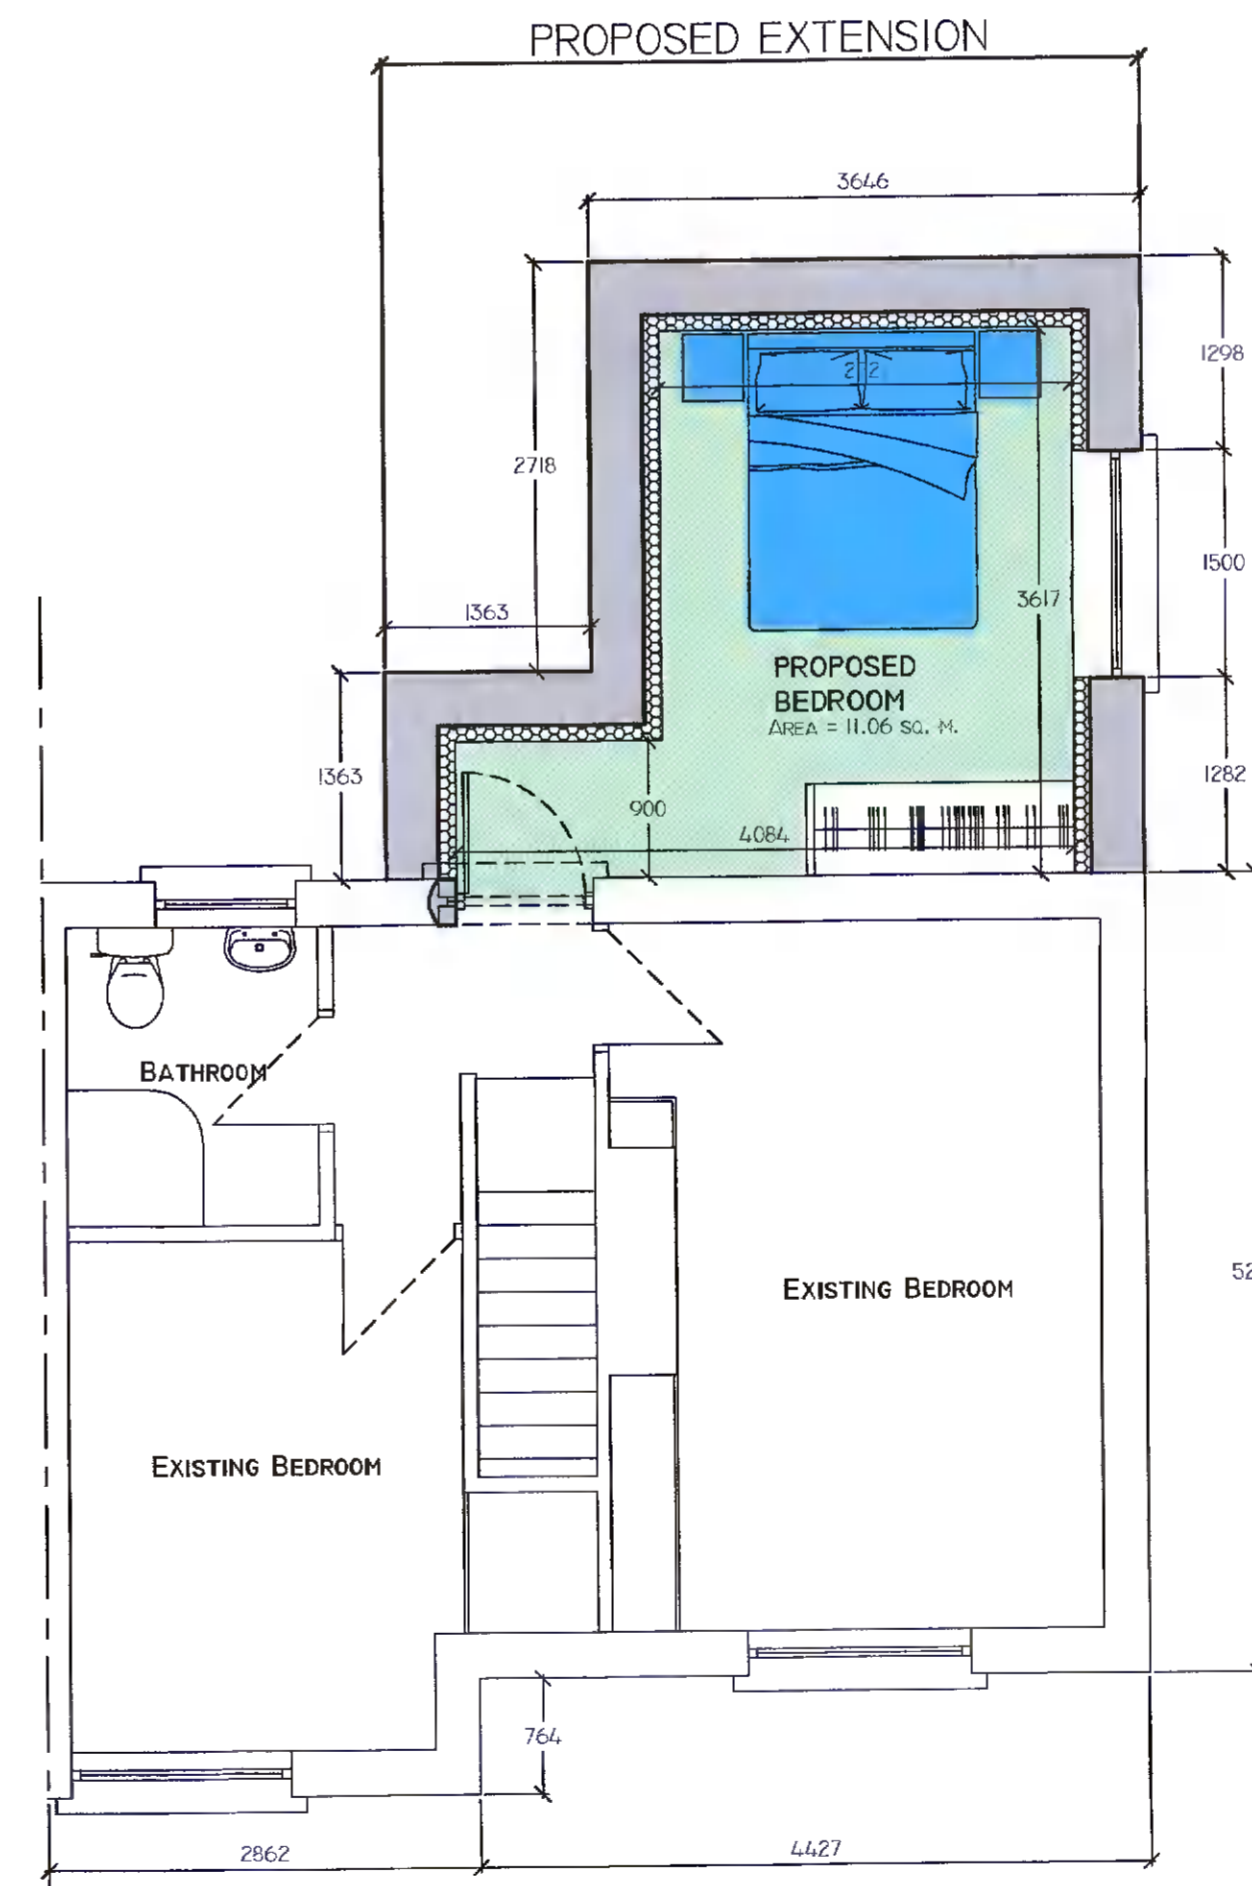 PROPOSED EXTENSION
3646
1298
2718
1500
3617
1363
PROPOSED
BEDROOM
AREA = 11.06 SQ. M.
1363
1282
900
4084
BATHROOM
EXISTING BEDROOM
EXISTING BEDROOM
764
2862
4427